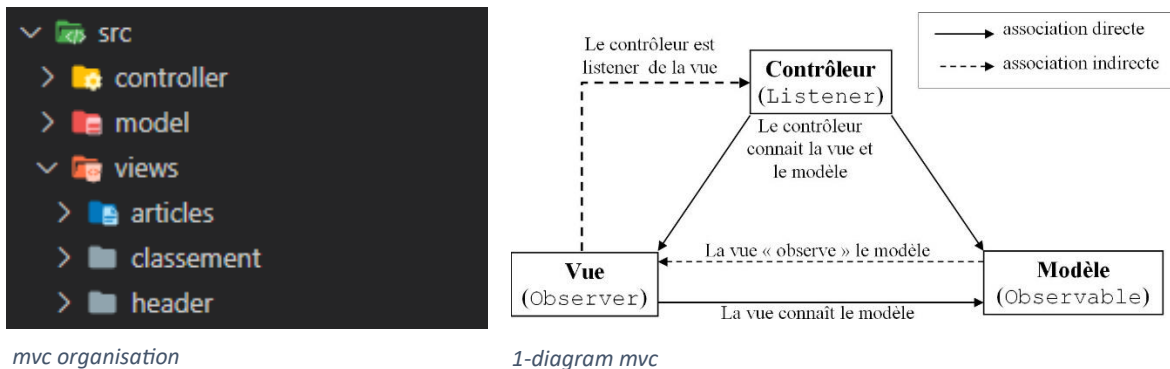 src
controller
model
views
articles
classement
header
mvc organisation
association directe
association indirecte
Le contrôleur est
listener de la vue
Contrôleur
(Listener)
Le contrôleur
connait la vue et
le modèle
La vue « observe » le modèle
Vue
(Observer)
Modèle
(Observable)
La vue connaît le modèle
1-diagram mvc